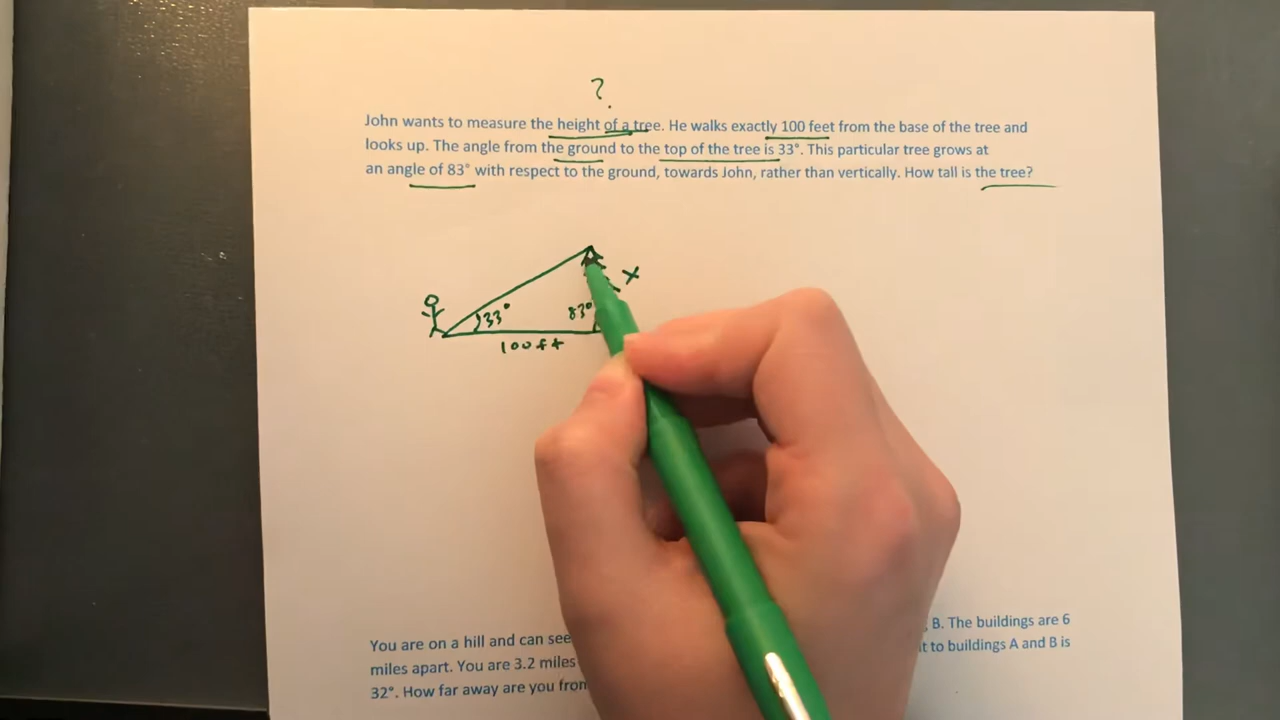 ?
John wants to measure the height of a tree. He walks exactly 100 feet from the base of the tree and
looks up. The angle from the ground to the top of the tree is 33°. This particular tree grows at
an angle of 83° with respect to the ground, towards John, rather than vertically. How tall is the tree?
x
33° 83°
100ft
You are on a hill and can see B. The buildings are 6
miles apart. You are 3.2 miles to buildings A and B is
32°. How far away are you from